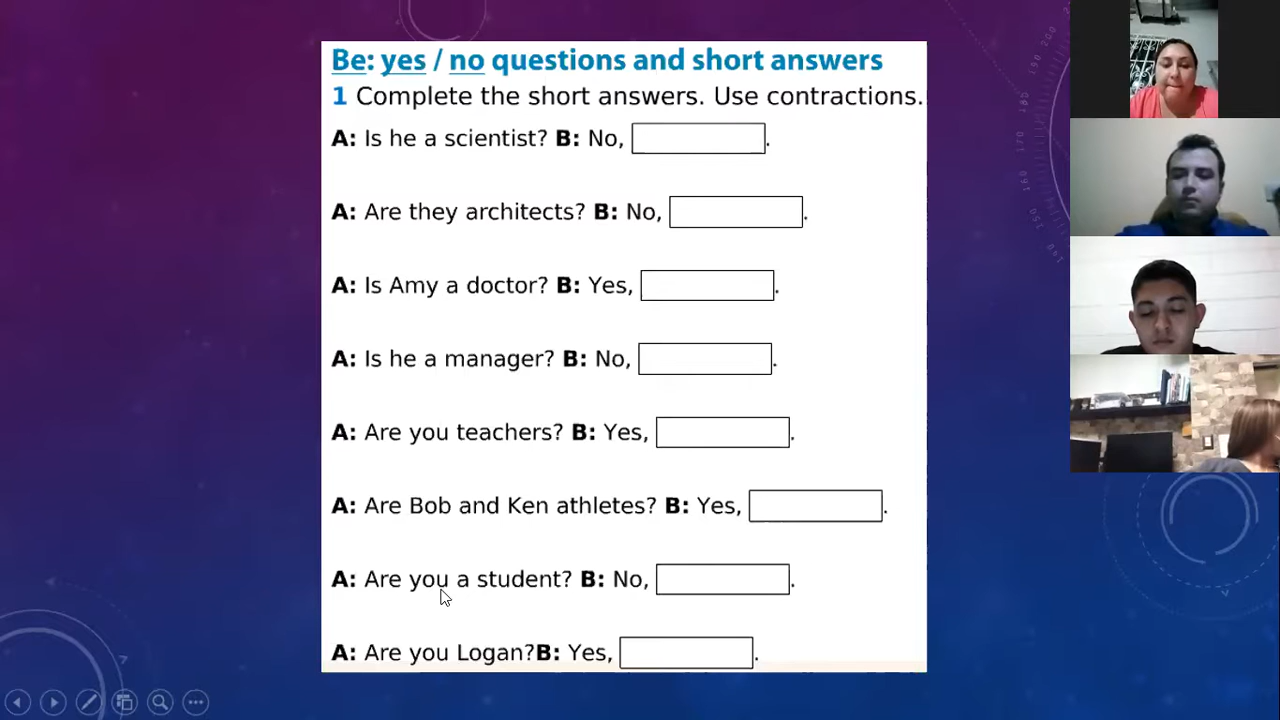 Be: yes / no questions and short answers
1 Complete the short answers. Use contractions.
A: Is he a scientist? B: No, .
A: Are they architects? B: No, .
A: Is Amy a doctor? B: Yes, .
A: Is he a manager? B: No, .
A: Are you teachers? B: Yes, .
A: Are Bob and Ken athletes? B: Yes, .
A: Are you a student? B: No, .
A: Are you Logan?B: Yes, .